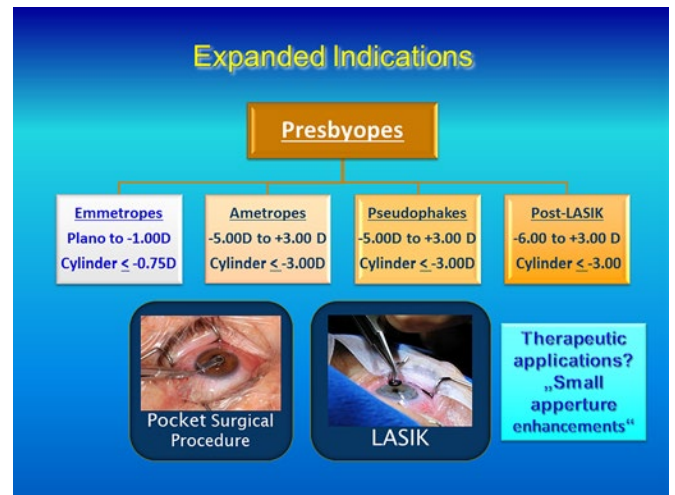 Expanded Indications
Presbyopes
Emmetropes
Plano to -1.00D
Cylinder ≤ -0.75D
Ametropes
-5.00D to +3.00 D
Cylinder ≤ -3.00D
Pseudophakes
-5.00D to +3.00 D
Cylinder ≤ -3.00D
Post-LASIK
-6.00 to +3.00 D
Cylinder ≤ -3.00
Pocket Surgical
Procedure
LASIK
Therapeutic
applications?
„Small
apperture
enhancements“